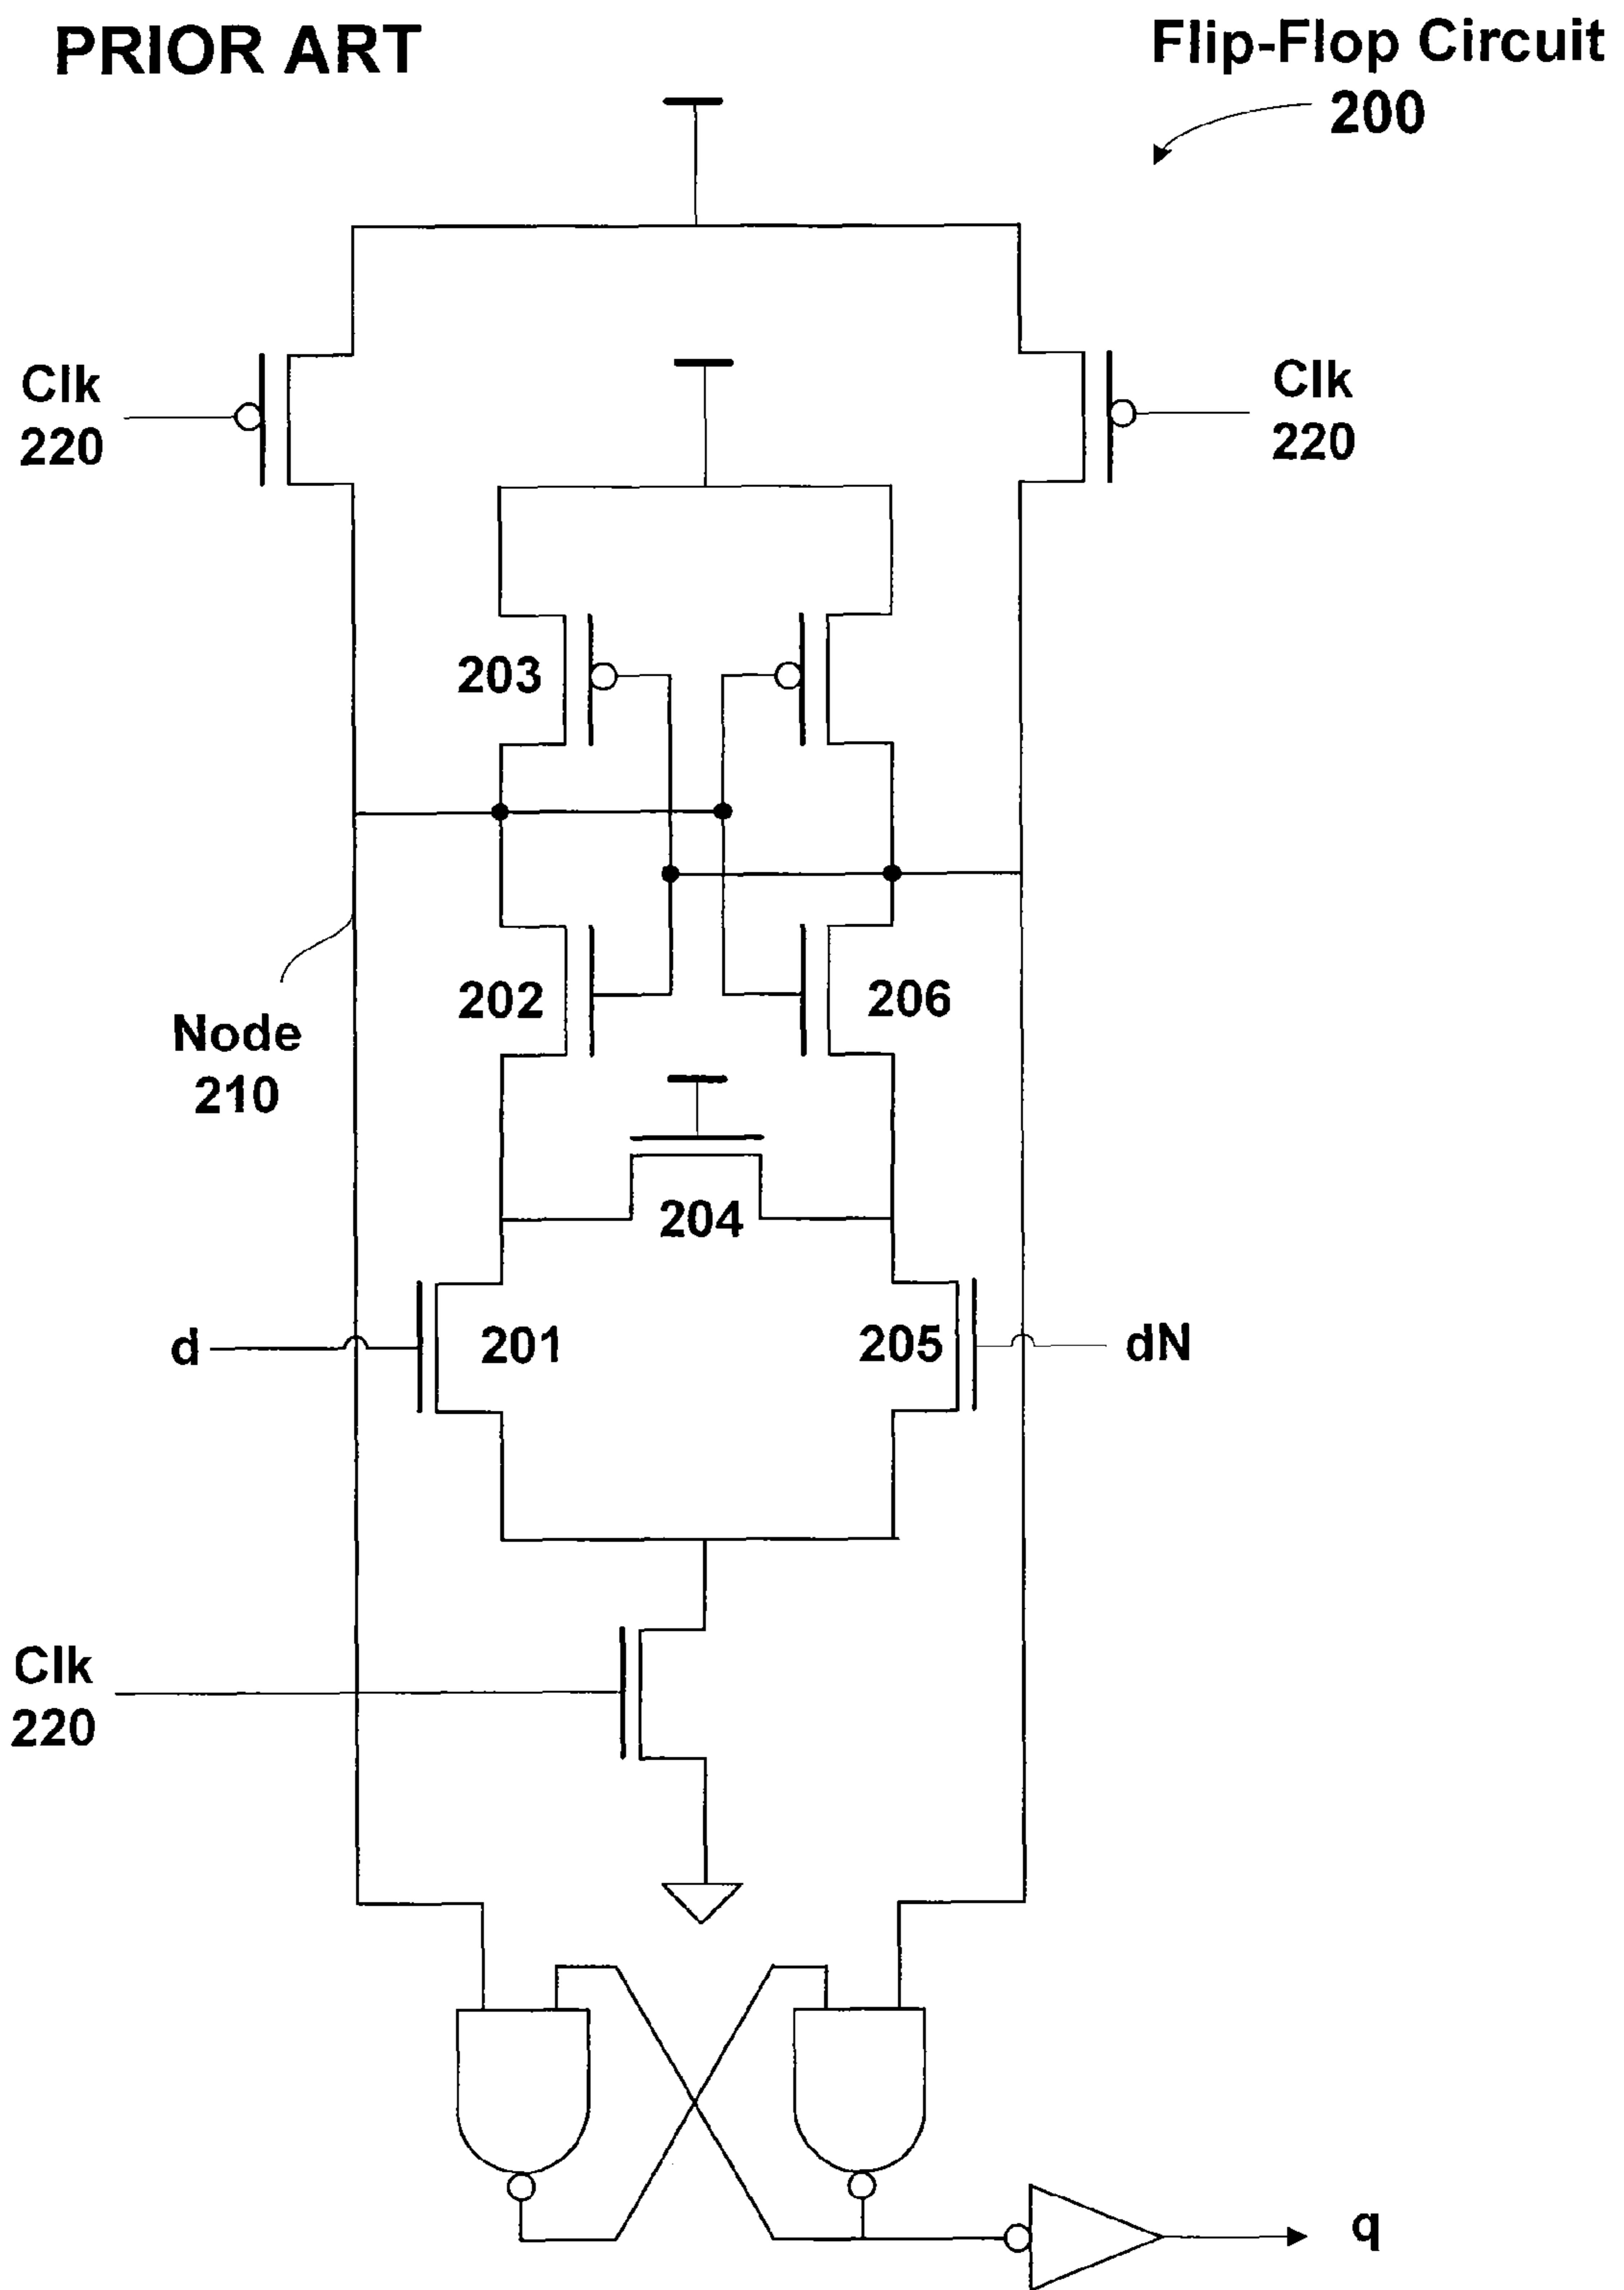 PRIOR ART
Flip-Flop Circuit
200
Clk
220
Clk
220
203
202
206
Node
210
204
d
201
205
dN
Clk
220
q